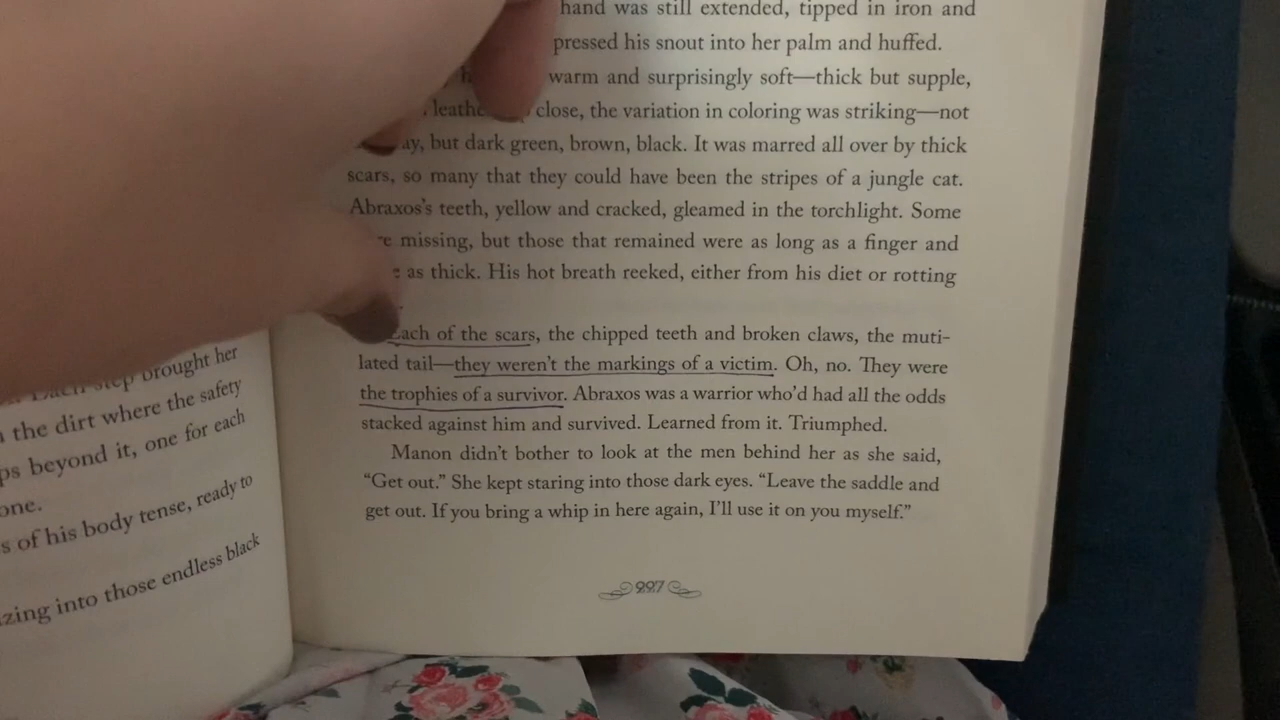 brought her
the dirt where the safety
beyond it, one for each
one.
of his body tense, ready to
into those endless black
hand was still extended, tipped in iron and
pressed his snout into her palm and huffed.
warm and surprisingly soft—thick but supple,
close, the variation in coloring was striking—not
but dark green, brown, black. It was marred all over by thick
scars, so many that they could have been the stripes of a jungle cat.
Abraxos's teeth, yellow and cracked, gleamed in the torchlight. Some
missing, but those that remained were as long as a finger and
as thick. His hot breath reeked, either from his diet or rotting
Each of the scars, the chipped teeth and broken claws, the muti-
lated tail—they weren't the markings of a victim. Oh, no. They were
the trophies of a survivor. Abraxos was a warrior who'd had all the odds
stacked against him and survived. Learned from it. Triumphed.
Manon didn't bother to look at the men behind her as she said,
"Get out." She kept staring into those dark eyes. "Leave the saddle and
get out. If you bring a whip in here again, I'll use it on you myself."
227